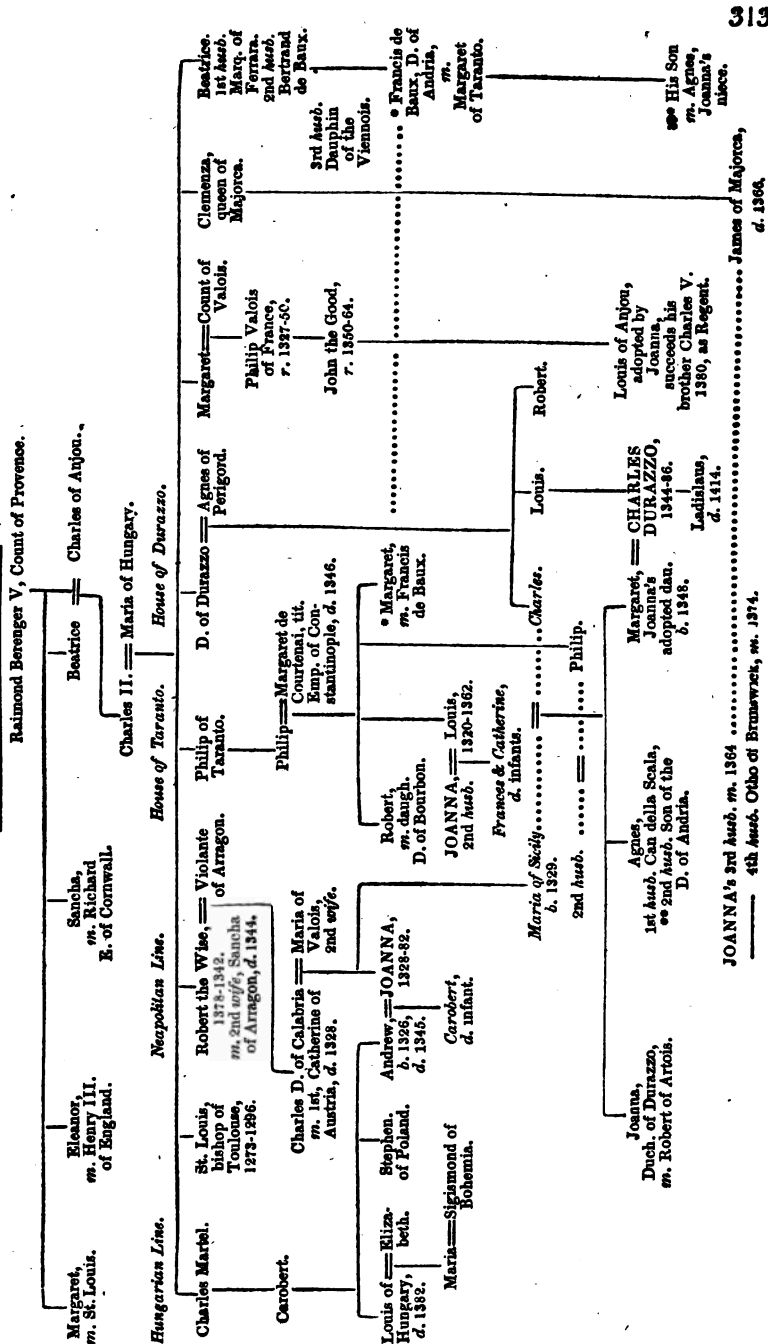 313
Raimond Berenger V, Count of Provence.
Margaret,
m. St. Louis.
Eleanor,
m. Henry III.
of England.
Sancha,
m. Richard
E. of Cornwall.
Beatrice = Charles of Anjou.
Charles II. = Maria of Hungary.
Hungarian Line.
Neapolitan Line.
House of Taranto.
House of Durazzo.
Charles Martel.
St. Louis,
bishop of
Toulouse,
1273-1296.
Robert the Wise, = Violante
1378-1342. of Arragon.
m. 2nd wife, Sancha
of Arragon, d. 1344.
Philip of
Taranto.
D. of Durazzo = Agnes of
Perigord.
Margaret = Count of
Valois.
Clemenza,
queen of
Majorca.
Beatrice.
1st husb.
Marq. of
Ferrara.
2nd husb.
Bertrand
de Baux.
3rd husb.
Dauphin
of the
Viennois.
Carobert.
Charles D. of Calabria = Maria of
m. 1st, Catherine of Valois,
Austria, d. 1328. 2nd wife.
Philip = Margaret de
Courtenai, tit.
Emp. of Con-
stantinople, d. 1346.
Philip Valois
of France,
r. 1327-50.
John the Good,
r. 1350-64.
* Francis de
Baux, D. of
Andria,
m.
Margaret
of Taranto.
Louis of = Eliza-
Hungary, beth.
d. 1382.
Stephen.
of Poland.
Andrew, = JOANNA,
b. 1326, 1328-82.
d. 1345.
Robert,
m. daugh.
D. of Bourbon.
JOANNA, = Louis,
2nd husb. 1320-1362.
* Margaret,
m. Francis
de Baux.
Maria = Sigismond of
Bohemia.
Carobert,
d. infant.
Frances & Catherine,
d. infants.
Maria of Sicily. = Charles.
b. 1329.
Louis.
Robert.
2nd husb. = Philip.
Joanna,
Duch. of Durazzo,
m. Robert of Artois.
Agnes,
1st husb. Can della Scala,
** 2nd husb. Son of the
D. of Andria.
Margaret, = CHARLES
Joanna's DURAZZO,
adopted dau. 1344-86.
b. 1348.
Ladislaus,
d. 1414.
Louis of Anjou,
adopted by
Joanna,
succeeds his
brother Charles V.
1380, as Regent.
** His Son
m. Agnes,
Joanna's
niece.
JOANNA'S 3rd husb. m. 1364 James of Majorca,
d. 1366.
4th husb. Otho of Brunswick, m. 1374.